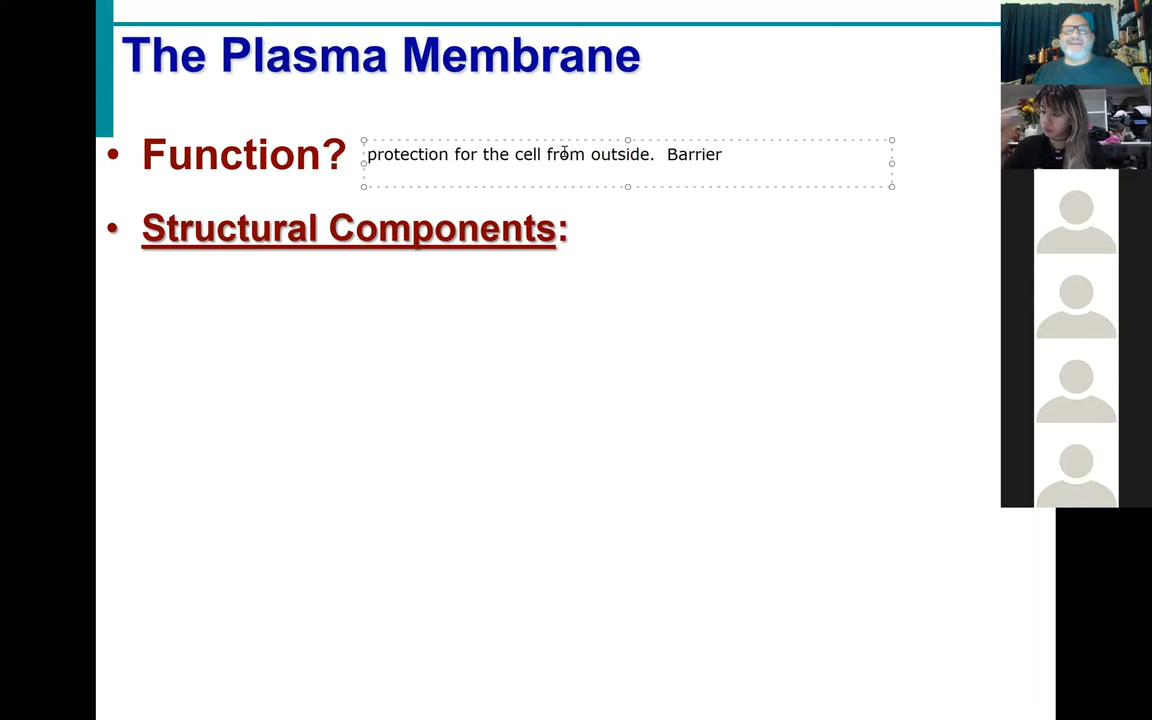 The Plasma Membrane
• Function? protection for the cell from outside.  Barrier
• Structural Components: